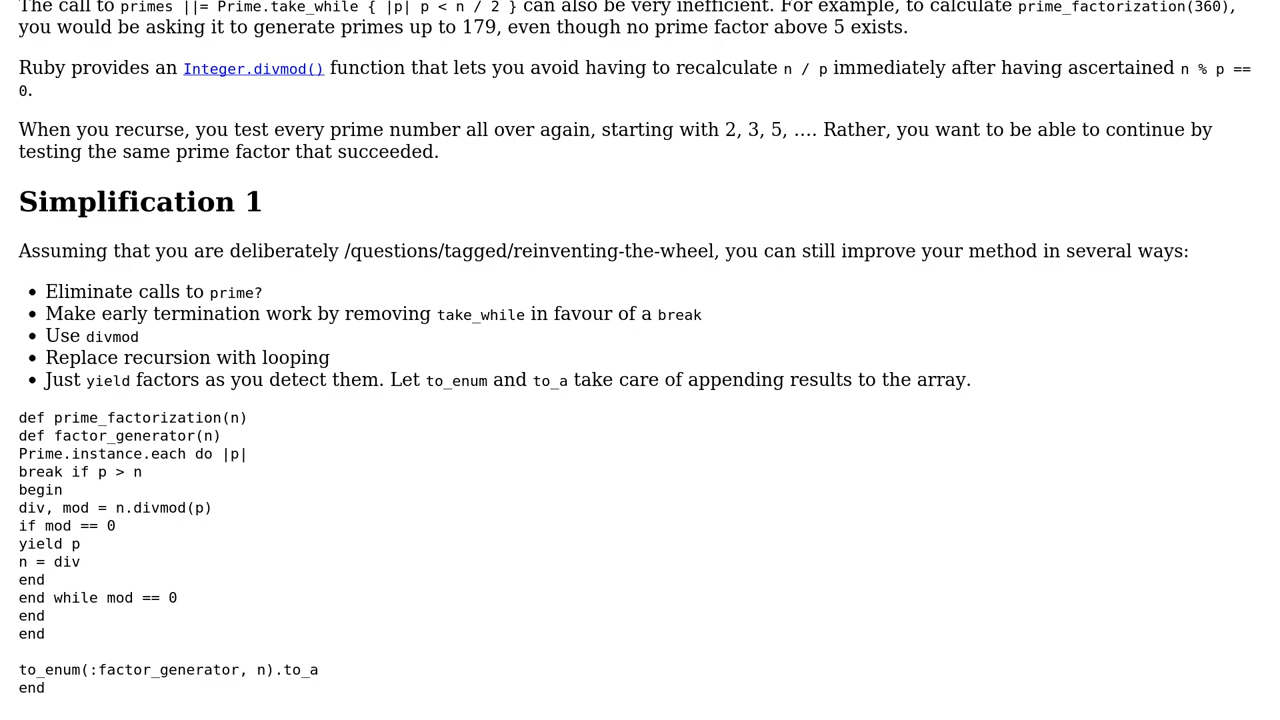 The call to primes ||= Prime.take_while { |p| p < n / 2 } can also be very inefficient. For example, to calculate prime_factorization(360),
you would be asking it to generate primes up to 179, even though no prime factor above 5 exists.
Ruby provides an Integer.divmod() function that lets you avoid having to recalculate n / p immediately after having ascertained n % p ==
0.
When you recurse, you test every prime number all over again, starting with 2, 3, 5, …. Rather, you want to be able to continue by
testing the same prime factor that succeeded.
Simplification 1
Assuming that you are deliberately /questions/tagged/reinventing-the-wheel, you can still improve your method in several ways:
• Eliminate calls to prime?
• Make early termination work by removing take_while in favour of a break
• Use divmod
• Replace recursion with looping
• Just yield factors as you detect them. Let to_enum and to_a take care of appending results to the array.
def prime_factorization(n)
def factor_generator(n)
Prime.instance.each do |p|
break if p > n
begin
div, mod = n.divmod(p)
if mod == 0
yield p
n = div
end
end while mod == 0
end
end
to_enum(:factor_generator, n).to_a
end